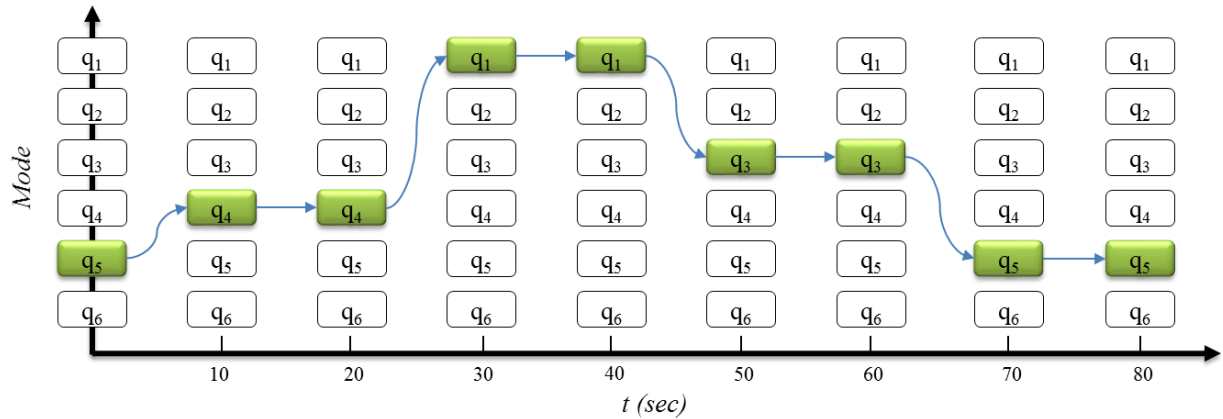 q₁ q₁ q₁ q₁ q₁ q₁ q₁ q₁ q₁
q₂ q₂ q₂ q₂ q₂ q₂ q₂ q₂ q₂
q₃ q₃ q₃ q₃ q₃ q₃ q₃ q₃ q₃
Mode
q₄ q₄ q₄ q₄ q₄ q₄ q₄ q₄ q₄
q₅ q₅ q₅ q₅ q₅ q₅ q₅ q₅ q₅
q₆ q₆ q₆ q₆ q₆ q₆ q₆ q₆ q₆
10 20 30 40 50 60 70 80
t (sec)